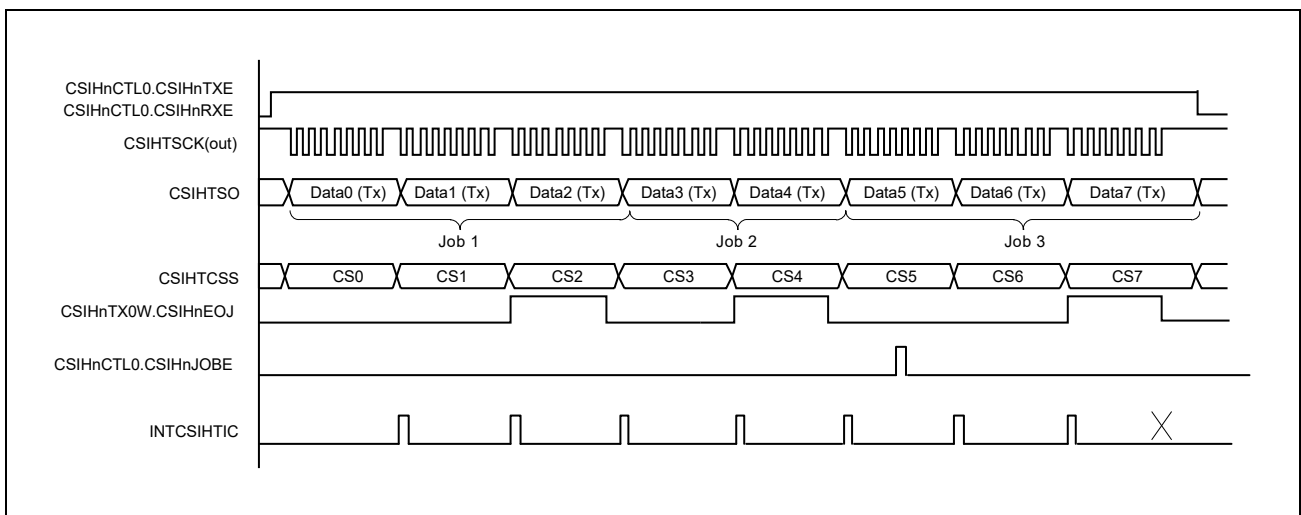 CSIHnCTL0.CSIHnTXE
CSIHnCTL0.CSIHnRXE
CSIHTSCK(out)
CSIHTSO Data0 (Tx) Data1 (Tx) Data2 (Tx) Data3 (Tx) Data4 (Tx) Data5 (Tx) Data6 (Tx) Data7 (Tx)
Job 1 Job 2 Job 3
CSIHTCSS CS0 CS1 CS2 CS3 CS4 CS5 CS6 CS7
CSIHnTX0W.CSIHnEOJ
CSIHnCTL0.CSIHnJOBE
INTCSIHTIC